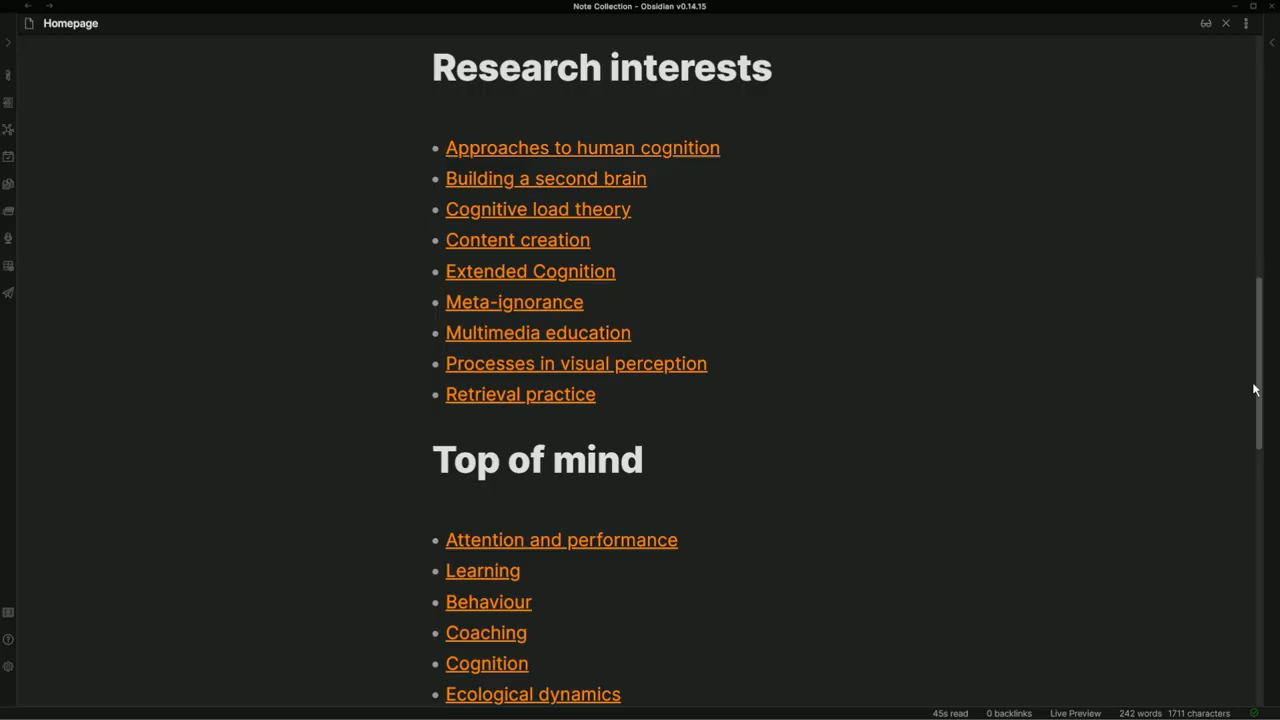 Note Collection - Obsidian v0.14.15
Homepage
Research interests
Approaches to human cognition
Building a second brain
Cognitive load theory
Content creation
Extended Cognition
Meta-ignorance
Multimedia education
Processes in visual perception
Retrieval practice
Top of mind
Attention and performance
Learning
Behaviour
Coaching
Cognition
Ecological dynamics
45s read 0 backlinks Live Preview 242 words 1711 characters